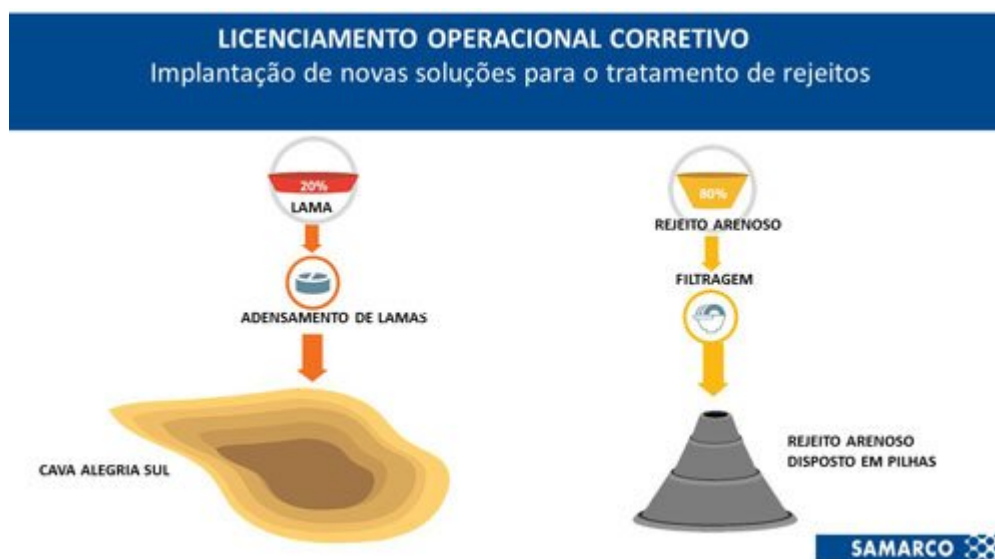 LICENCIAMENTO OPERACIONAL CORRETIVO
Implantação de novas soluções para o tratamento de rejeitos
20%
LAMA
ADENSAMENTO DE LAMAS
CAVA ALEGRIA SUL
80%
REJEITO ARENOSO
FILTRAGEM
REJEITO ARENOSO
DISPOSTO EM PILHAS
SAMARCO